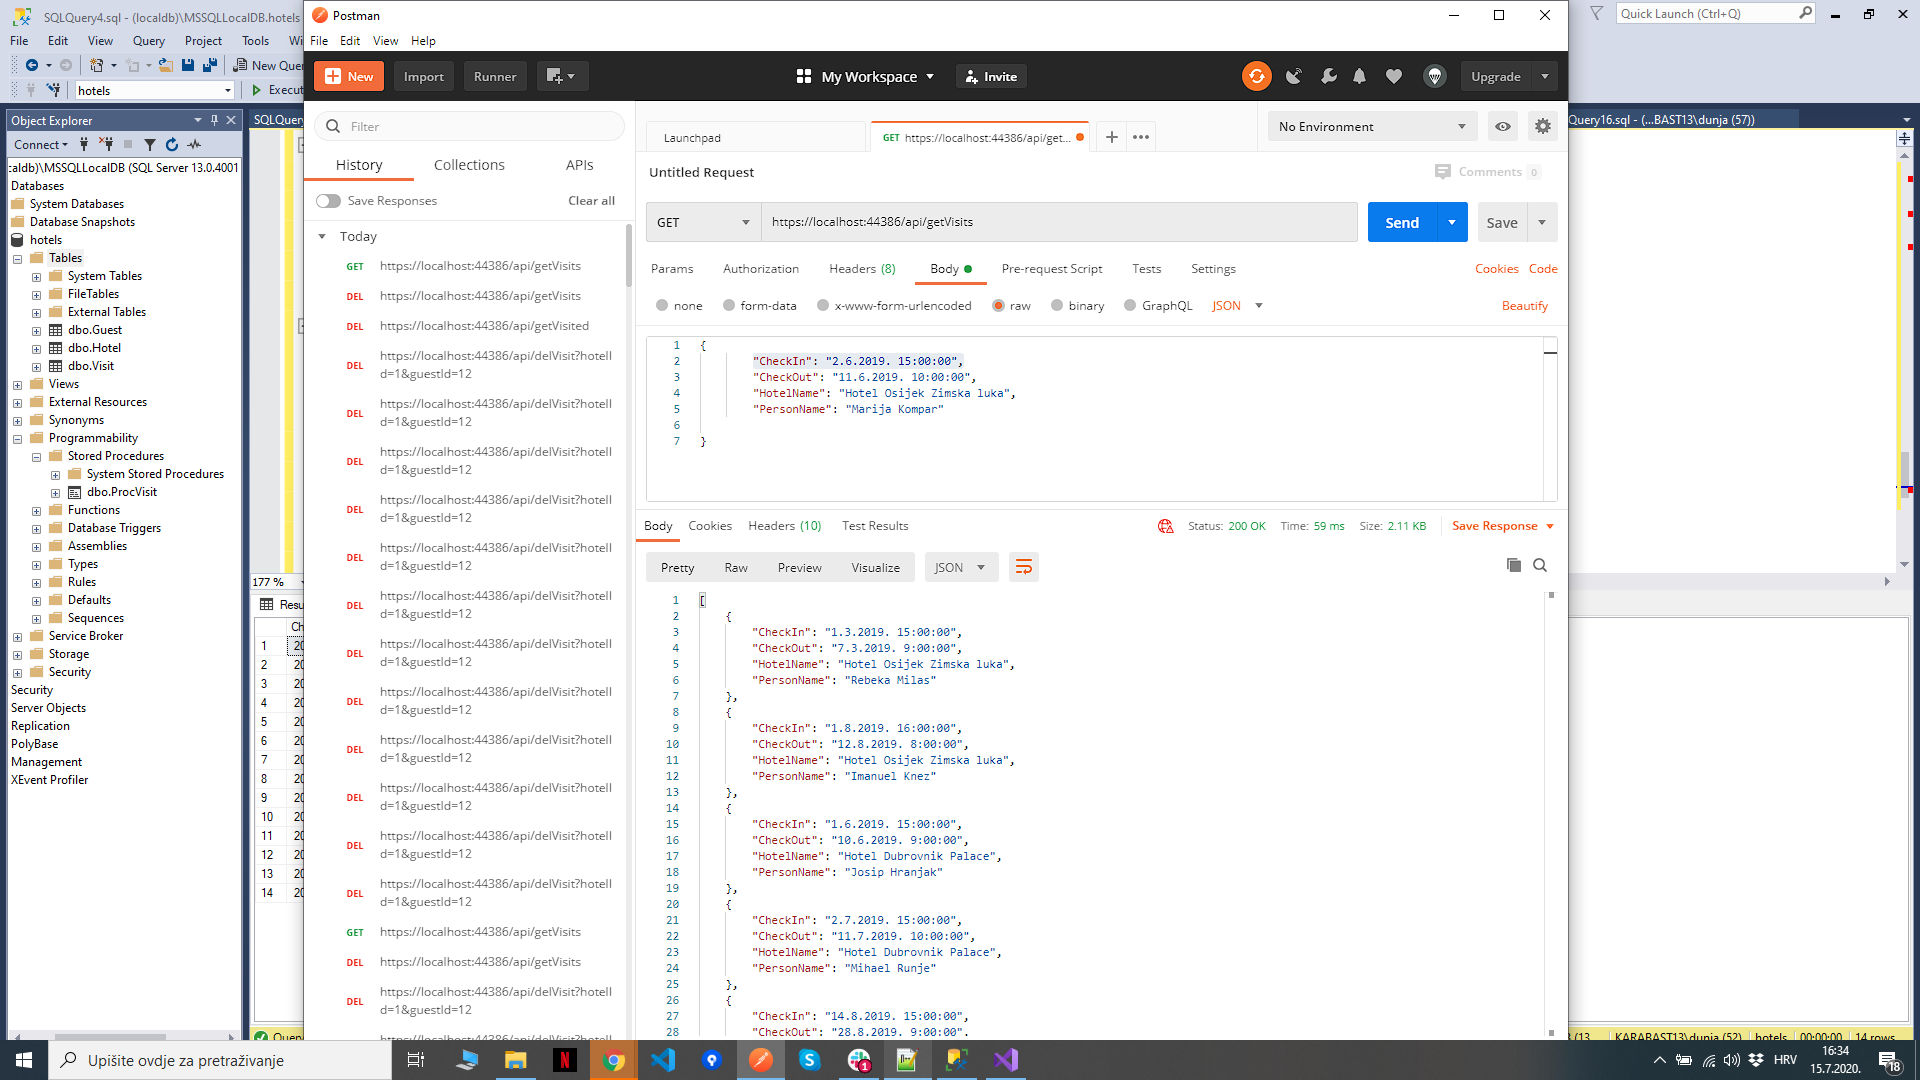 SQLQuery4.sql - (localdb)\MSSQLLocalDB.hotels
Postman
Quick Launch (Ctrl+Q)
File Edit View Query Project Tools
File Edit View Help
New Import Runner
My Workspace
Invite
Upgrade
hotels
Object Explorer
Connect
caldb)\MSSQLLocalDB (SQL Server 13.0.4001
Databases
System Databases
Database Snapshots
hotels
Tables
System Tables
FileTables
External Tables
dbo.Guest
dbo.Hotel
dbo.Visit
Views
External Resources
Synonyms
Programmability
Stored Procedures
System Stored Procedures
dbo.ProcVisit
Functions
Database Triggers
Assemblies
Types
Rules
Defaults
Sequences
Service Broker
Storage
Security
Security
Server Objects
Replication
PolyBase
Management
XEvent Profiler
177 %
1
2
3
4
5
6
7
8
9
10
11
12
13
14
Filter
History Collections APIs
Save Responses Clear all
Today
GET https://localhost:44386/api/getVisits
DEL https://localhost:44386/api/getVisits
DEL https://localhost:44386/api/getVisited
DEL https://localhost:44386/api/delVisit?hotelI
d=1&guestId=12
DEL https://localhost:44386/api/delVisit?hotelI
d=1&guestId=12
DEL https://localhost:44386/api/delVisit?hotelI
d=1&guestId=12
DEL https://localhost:44386/api/delVisit?hotelI
d=1&guestId=12
DEL https://localhost:44386/api/delVisit?hotelI
d=1&guestId=12
DEL https://localhost:44386/api/delVisit?hotelI
d=1&guestId=12
DEL https://localhost:44386/api/delVisit?hotelI
d=1&guestId=12
DEL https://localhost:44386/api/delVisit?hotelI
d=1&guestId=12
DEL https://localhost:44386/api/delVisit?hotelI
d=1&guestId=12
DEL https://localhost:44386/api/delVisit?hotelI
d=1&guestId=12
DEL https://localhost:44386/api/delVisit?hotelI
d=1&guestId=12
DEL https://localhost:44386/api/delVisit?hotelI
d=1&guestId=12
GET https://localhost:44386/api/getVisits
DEL https://localhost:44386/api/getVisits
DEL https://localhost:44386/api/delVisit?hotelI
d=1&guestId=12
Launchpad
GET https://localhost:44386/api/get...
No Environment
Untitled Request
Comments 0
GET https://localhost:44386/api/getVisits
Send Save
Params Authorization Headers (8) Body Pre-request Script Tests Settings Cookies Code
none form-data x-www-form-urlencoded raw binary GraphQL JSON Beautify
1 {
2 "CheckIn": "2.6.2019. 15:00:00",
3 "CheckOut": "11.6.2019. 10:00:00",
4 "HotelName": "Hotel Osijek Zimska luka",
5 "PersonName": "Marija Kompar"
6
7 }
Body Cookies Headers (10) Test Results Status: 200 OK Time: 59 ms Size: 2.11 KB Save Response
Pretty Raw Preview Visualize JSON
1 [
2 {
3 "CheckIn": "1.3.2019. 15:00:00",
4 "CheckOut": "7.3.2019. 9:00:00",
5 "HotelName": "Hotel Osijek Zimska luka",
6 "PersonName": "Rebeka Milas"
7 },
8 {
9 "CheckIn": "1.8.2019. 16:00:00",
10 "CheckOut": "12.8.2019. 8:00:00",
11 "HotelName": "Hotel Osijek Zimska luka",
12 "PersonName": "Imanuel Knez"
13 },
14 {
15 "CheckIn": "1.6.2019. 15:00:00",
16 "CheckOut": "10.6.2019. 9:00:00",
17 "HotelName": "Hotel Dubrovnik Palace",
18 "PersonName": "Josip Hranjak"
19 },
20 {
21 "CheckIn": "2.7.2019. 15:00:00",
22 "CheckOut": "11.7.2019. 10:00:00",
23 "HotelName": "Hotel Dubrovnik Palace",
24 "PersonName": "Mihael Runje"
25 },
26 {
27 "CheckIn": "14.8.2019. 15:00:00",
28 "CheckOut": "28.8.2019. 9:00:00",
Query16.sql - (...BAST13\dunja (57))
KARABAST13\dunja (52) hotels 00:00:00 14 rows
Upišite ovdje za pretraživanje
HRV
16:34
15.7.2020.
18